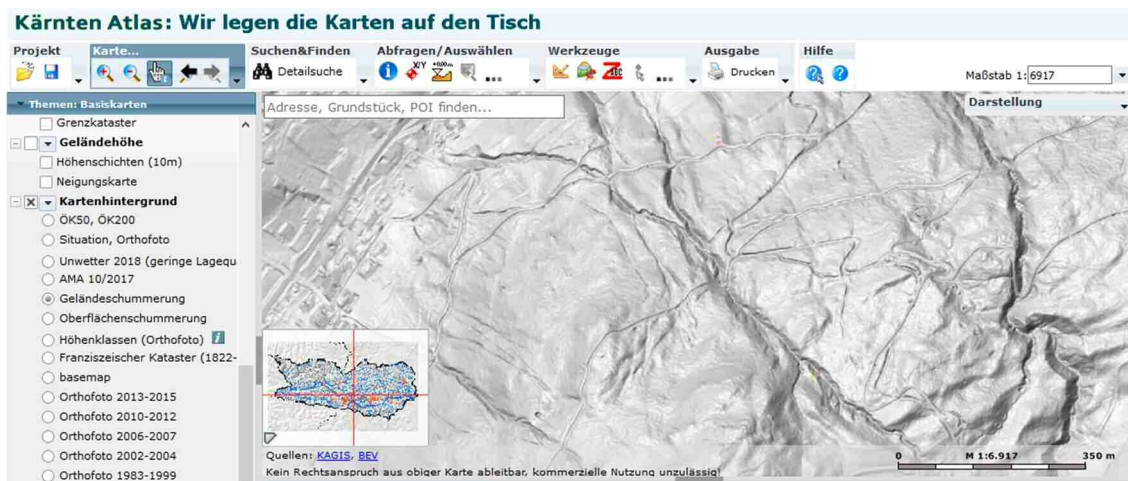 Kärnten Atlas: Wir legen die Karten auf den Tisch
Projekt Karte... Suchen&Finden Abfragen/Auswählen Werkzeuge Ausgabe Hilfe
Detailsuche X/Y +0,00m ... ABC ... Drucken Maßstab 1: 6917
Themen: Basiskarten
Adresse, Grundstück, POI finden...
Darstellung
Grenzkataster
Geländehöhe
Höhenschichten (10m)
Neigungskarte
Kartenhintergrund
ÖK50, ÖK200
Situation, Orthofoto
Unwetter 2018 (geringe Lagequ
AMA 10/2017
Geländeschummerung
Oberflächenschummerung
Höhenklassen (Orthofoto) i
Franziszeischer Kataster (1822-
basemap
Orthofoto 2013-2015
Orthofoto 2010-2012
Orthofoto 2006-2007
Orthofoto 2002-2004
Orthofoto 1983-1999
Quellen: KAGIS, BEV
Kein Rechtsanspruch aus obiger Karte ableitbar, kommerzielle Nutzung unzulässig!
0 M 1:6.917 350 m